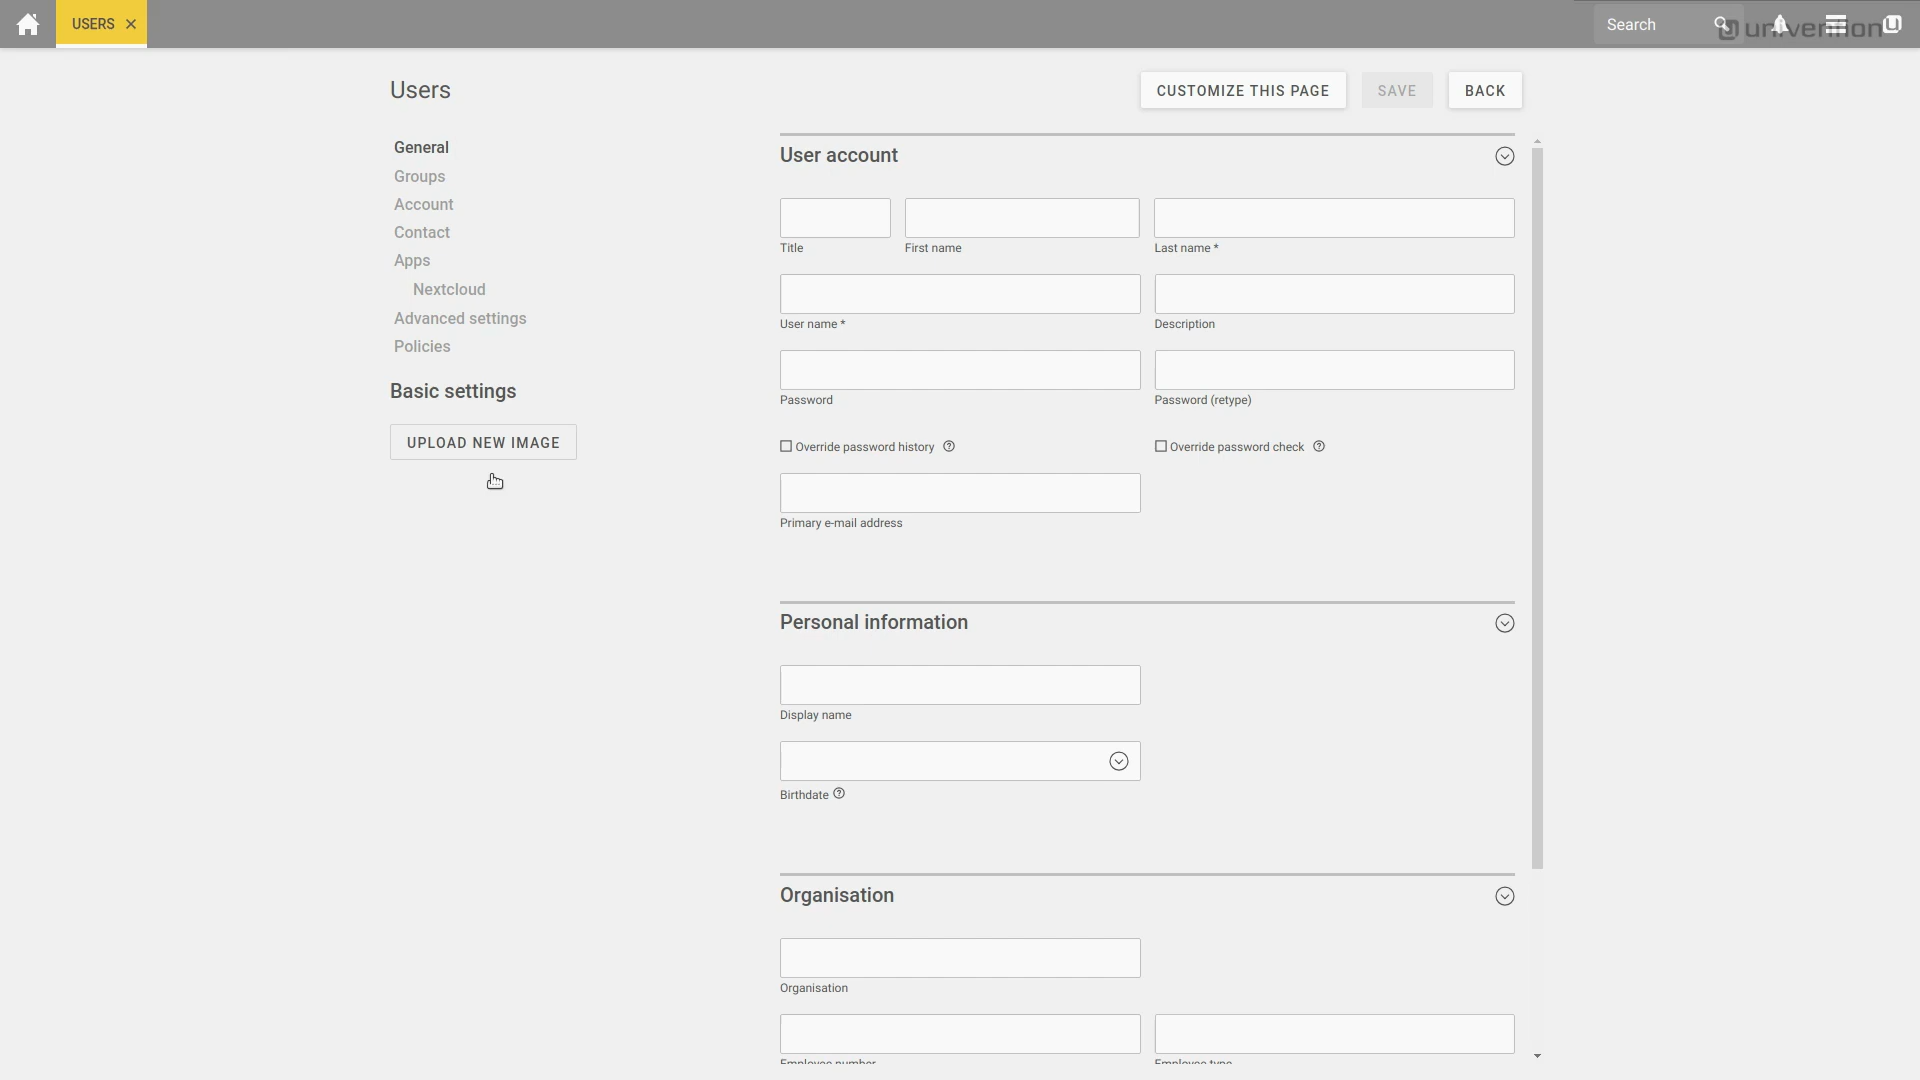 USERS
Search
univention
Users
CUSTOMIZE THIS PAGE
SAVE
BACK
General
Groups
Account
Contact
Apps
Nextcloud
Advanced settings
Policies
Basic settings
UPLOAD NEW IMAGE
User account
Title
First name
Last name *
User name *
Description
Password
Password (retype)
Override password history
Override password check
Primary e-mail address
Personal information
Display name
Birthdate
Organisation
Organisation
Employee number
Employee type